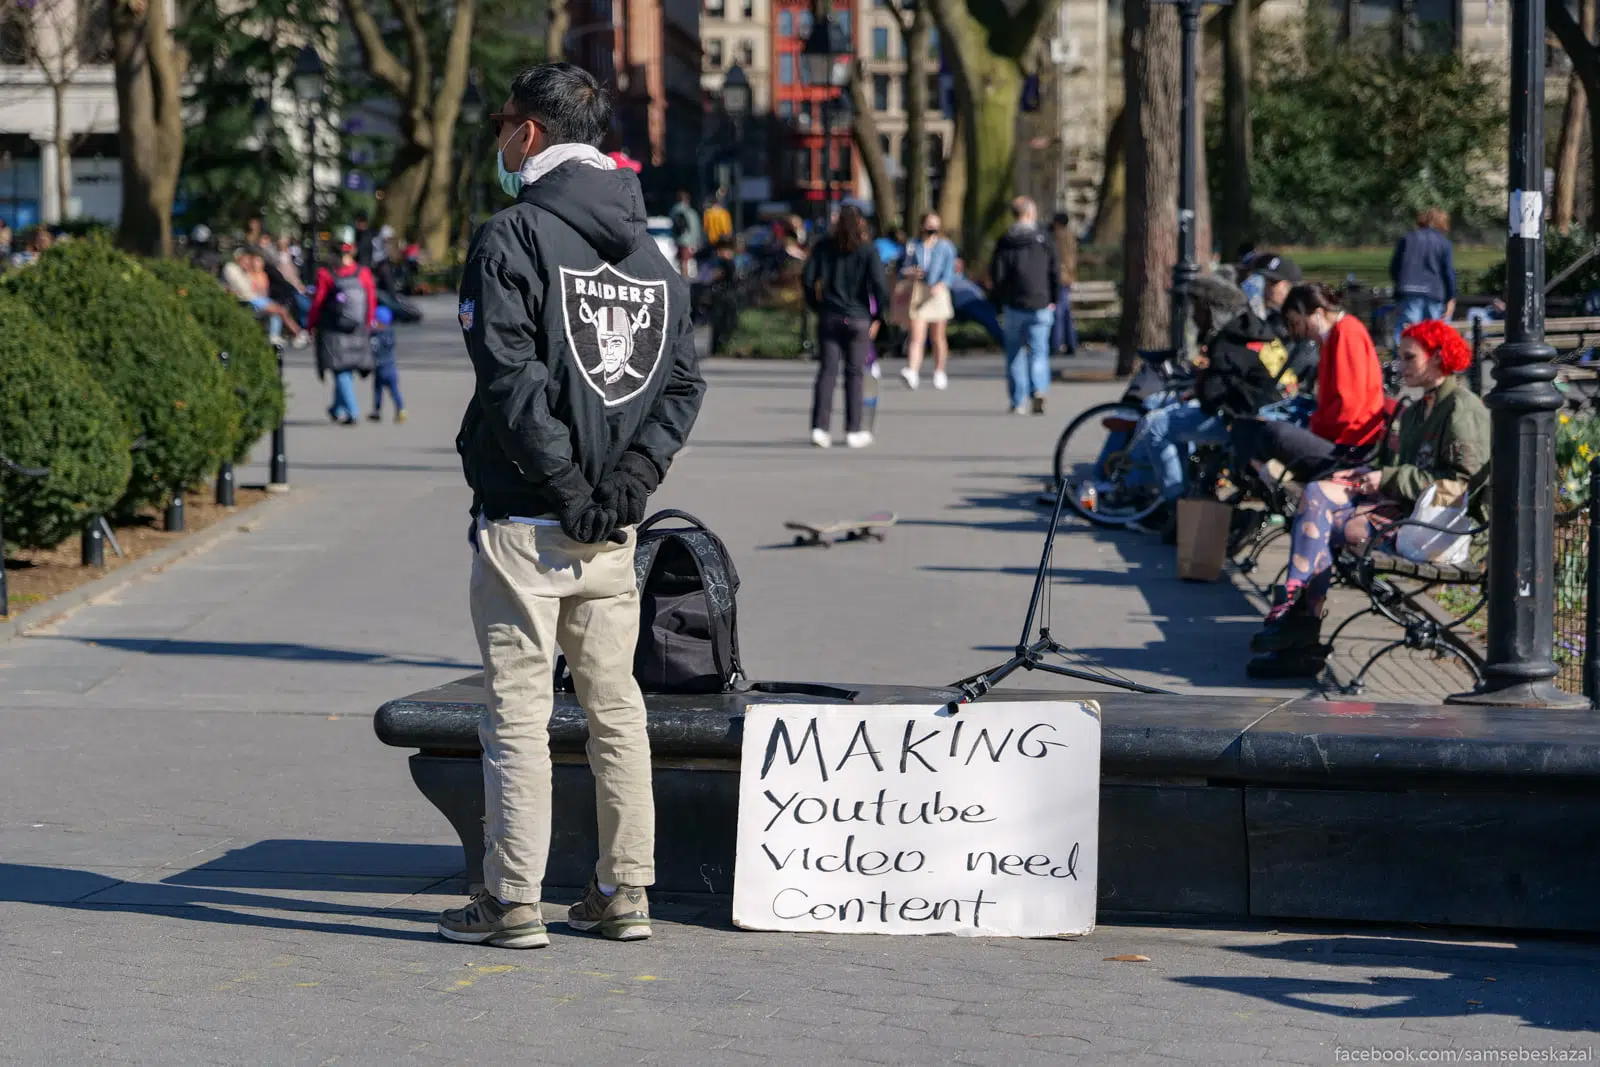 RAIDERS
MAKING
Youtube
video need
Content
facebook.com/samsebeskazal